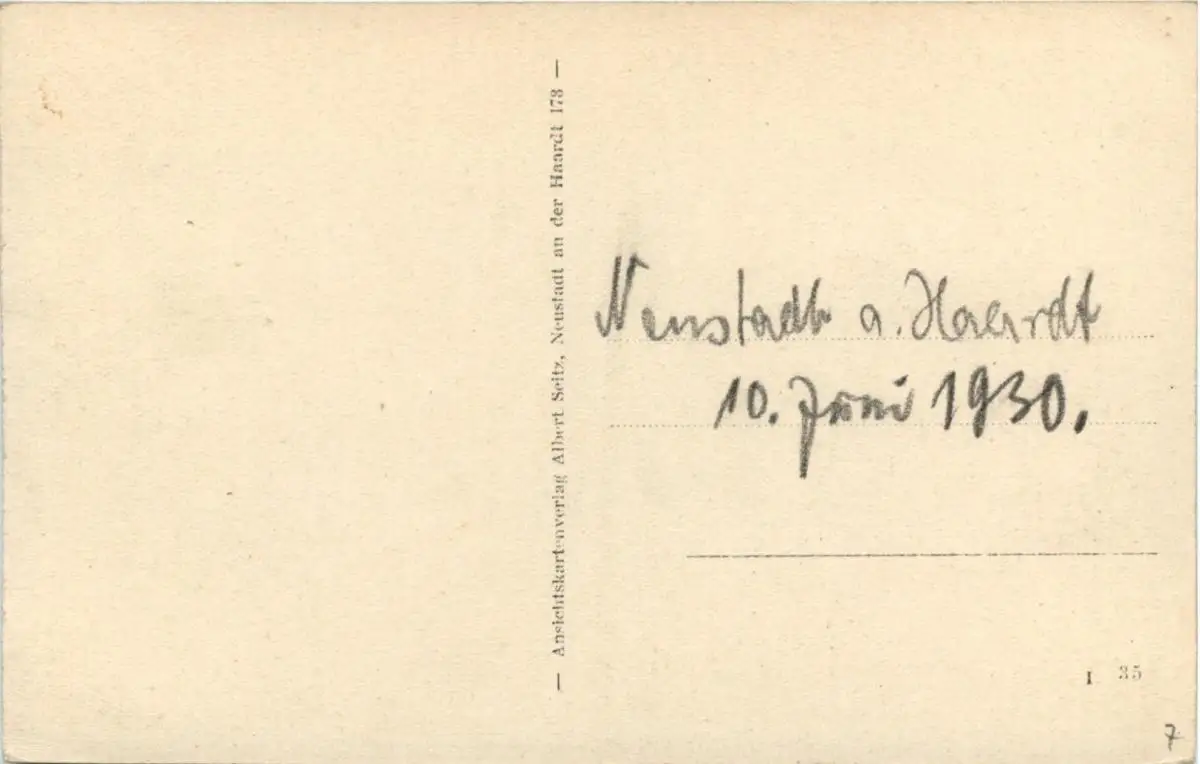 — Ansichtskartenverlag Albert Seitz, Neustadt an der Haardt 173 —
Neustadt a. Haardt
10. Juni 1930.
I 35
7